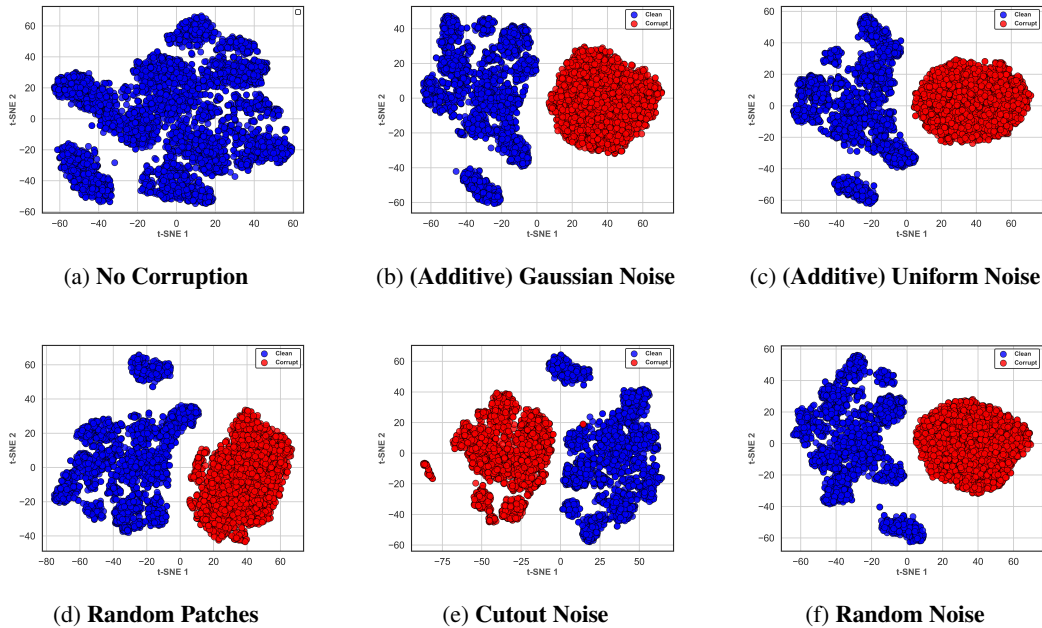 60
40
20
0
−20
−40
−60
−60 −40 −20 0 20 40 60
t-SNE 2
t-SNE 1
(a) No Corruption
Clean
Corrupt
40
20
0
−20
−40
−60
−60 −40 −20 0 20 40 60
t-SNE 2
t-SNE 1
(b) (Additive) Gaussian Noise
Clean
Corrupt
60
40
20
0
−20
−40
−60
−60 −40 −20 0 20 40 60
t-SNE 2
t-SNE 1
(c) (Additive) Uniform Noise
Clean
Corrupt
60
40
20
0
−20
−40
−80 −60 −40 −20 0 20 40 60
t-SNE 2
t-SNE 1
(d) Random Patches
Clean
Corrupt
60
40
20
0
−20
−40
−60
−75 −50 −25 0 25 50
t-SNE 2
t-SNE 1
(e) Cutout Noise
Clean
Corrupt
60
40
20
0
−20
−40
−60
−60 −40 −20 0 20 40 60
t-SNE 2
t-SNE 1
(f) Random Noise